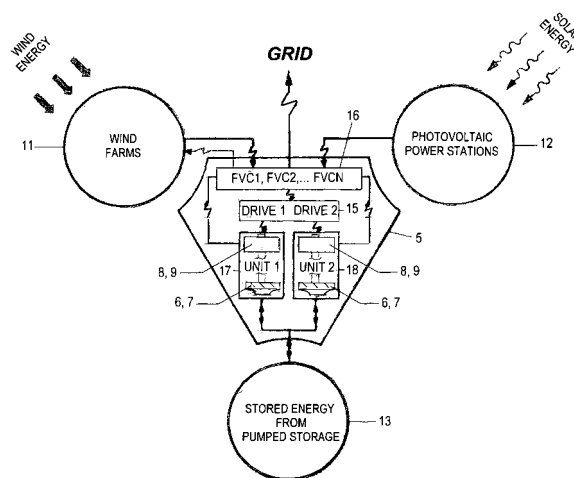 WIND
ENERGY
SOLAR
ENERGY
GRID
16
11
WIND
FARMS
PHOTOVOLTAIC
POWER STATIONS
12
FVC1, FVC2,... FVCN
DRIVE 1 DRIVE 2
15
5
8, 9
17
UNIT 1
UNIT 2
18
8, 9
6, 7
6, 7
STORED ENERGY
FROM
PUMPED STORAGE
13